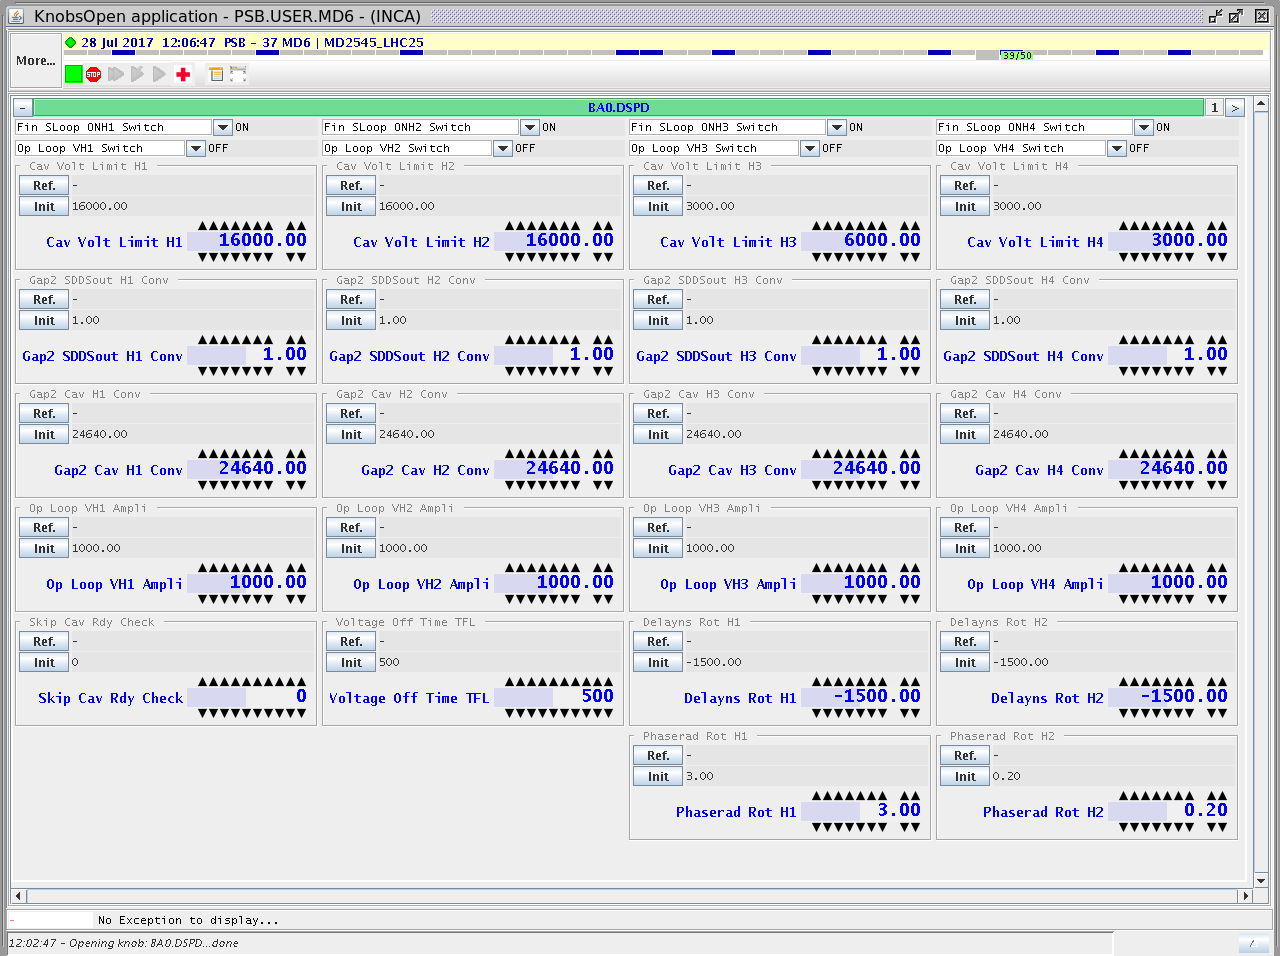 KnobsOpen application - PSB.USER.MD6 - (INCA)
More...
28 Jul 2017 12:06:47 PSB - 37 MD6 | MD2545_LHC25
39/50
STOP
- BA0.DSPD 1 >
Fin SLoop ONH1 Switch ON Fin SLoop ONH2 Switch ON Fin SLoop ONH3 Switch ON Fin SLoop ONH4 Switch ON
Op Loop VH1 Switch OFF Op Loop VH2 Switch OFF Op Loop VH3 Switch OFF Op Loop VH4 Switch OFF
Cav Volt Limit H1 Cav Volt Limit H2 Cav Volt Limit H3 Cav Volt Limit H4
Ref. - Ref. - Ref. - Ref. -
Init 16000.00 Init 16000.00 Init 3000.00 Init 3000.00
Cav Volt Limit H1 16000.00 Cav Volt Limit H2 16000.00 Cav Volt Limit H3 6000.00 Cav Volt Limit H4 3000.00
Gap2 SDDSout H1 Conv Gap2 SDDSout H2 Conv Gap2 SDDSout H3 Conv Gap2 SDDSout H4 Conv
Ref. - Ref. - Ref. - Ref. -
Init 1.00 Init 1.00 Init 1.00 Init 1.00
Gap2 SDDSout H1 Conv 1.00 Gap2 SDDSout H2 Conv 1.00 Gap2 SDDSout H3 Conv 1.00 Gap2 SDDSout H4 Conv 1.00
Gap2 Cav H1 Conv Gap2 Cav H2 Conv Gap2 Cav H3 Conv Gap2 Cav H4 Conv
Ref. - Ref. - Ref. - Ref. -
Init 24640.00 Init 24640.00 Init 24640.00 Init 24640.00
Gap2 Cav H1 Conv 24640.00 Gap2 Cav H2 Conv 24640.00 Gap2 Cav H3 Conv 24640.00 Gap2 Cav H4 Conv 24640.00
Op Loop VH1 Ampli Op Loop VH2 Ampli Op Loop VH3 Ampli Op Loop VH4 Ampli
Ref. - Ref. - Ref. - Ref. -
Init 1000.00 Init 1000.00 Init 1000.00 Init 1000.00
Op Loop VH1 Ampli 1000.00 Op Loop VH2 Ampli 1000.00 Op Loop VH3 Ampli 1000.00 Op Loop VH4 Ampli 1000.00
Skip Cav Rdy Check Voltage Off Time TFL Delayns Rot H1 Delayns Rot H2
Ref. - Ref. - Ref. - Ref. -
Init 0 Init 500 Init -1500.00 Init -1500.00
Skip Cav Rdy Check 0 Voltage Off Time TFL 500 Delayns Rot H1 -1500.00 Delayns Rot H2 -1500.00
Phaserad Rot H1 Phaserad Rot H2
Ref. - Ref. -
Init 3.00 Init 0.20
Phaserad Rot H1 3.00 Phaserad Rot H2 0.20
- No Exception to display...
12:02:47 - Opening knob: BA0.DSPD...done